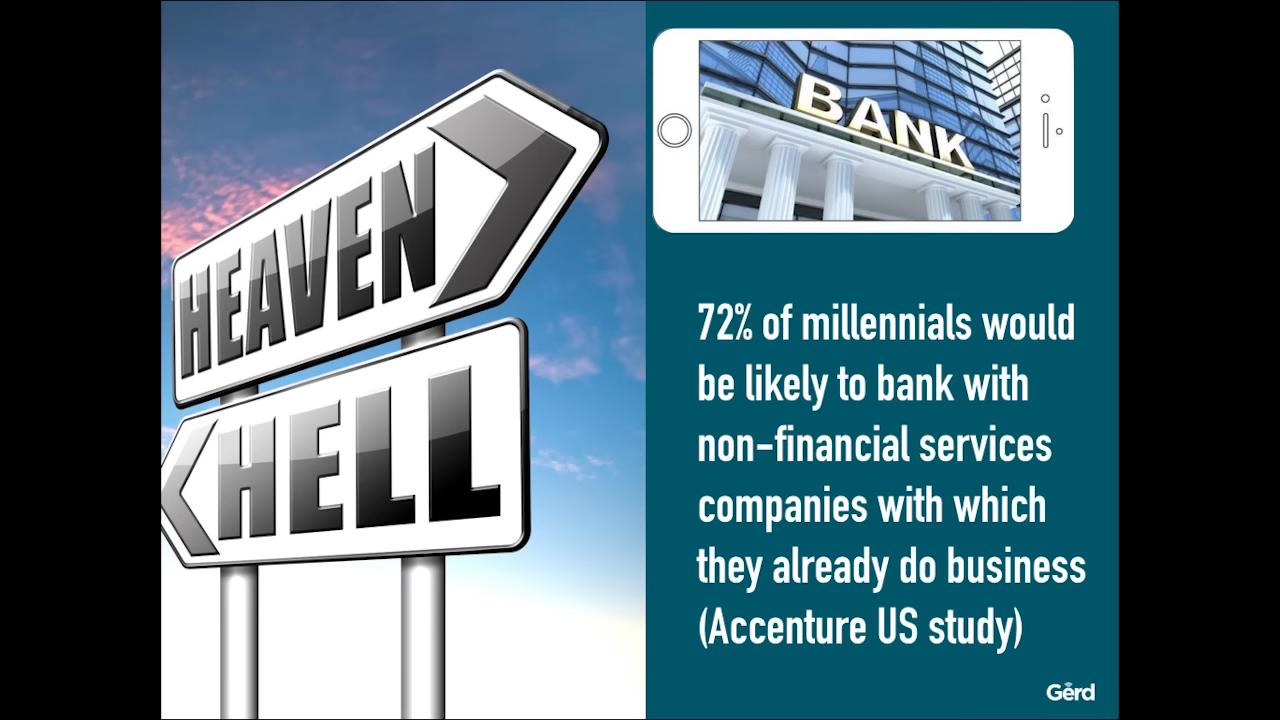 HEAVEN
HELL
BANK
72% of millennials would
be likely to bank with
non-financial services
companies with which
they already do business
(Accenture US study)
Gerd